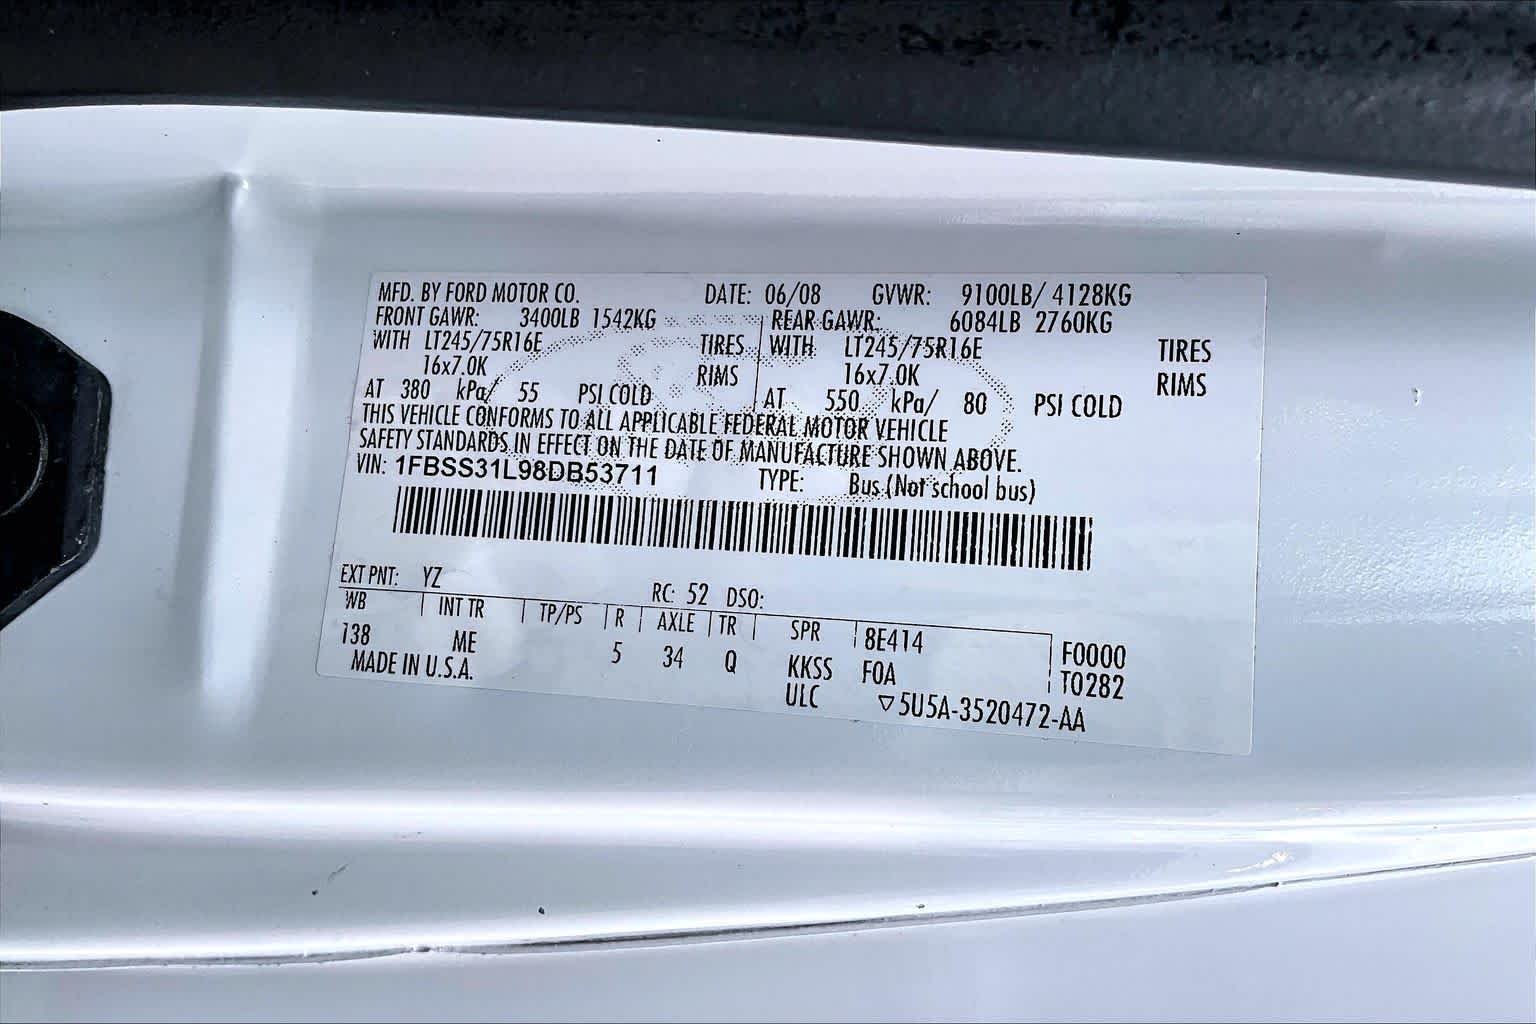 MFD. BY FORD MOTOR CO. DATE: 06/08 GVWR: 9100LB/ 4128KG
FRONT GAWR: 3400LB 1542KG REAR GAWR: 6084LB 2760KG
WITH LT245/75R16E TIRES WITH LT245/75R16E TIRES
16x7.0K RIMS 16x7.0K RIMS
AT 380 kPa/ 55 PSI COLD AT 550 kPa/ 80 PSI COLD
THIS VEHICLE CONFORMS TO ALL APPLICABLE FEDERAL MOTOR VEHICLE
SAFETY STANDARDS IN EFFECT ON THE DATE OF MANUFACTURE SHOWN ABOVE.
VIN: 1FBSS31L98DB53711 TYPE: Bus (Not school bus)
EXT PNT: YZ RC: 52 DSO:
WB INT TR TP/PS R AXLE TR SPR 8E414 F0000
138 ME 5 34 Q KKSS F0A T0282
MADE IN U.S.A. ULC ▽5U5A-3520472-AA